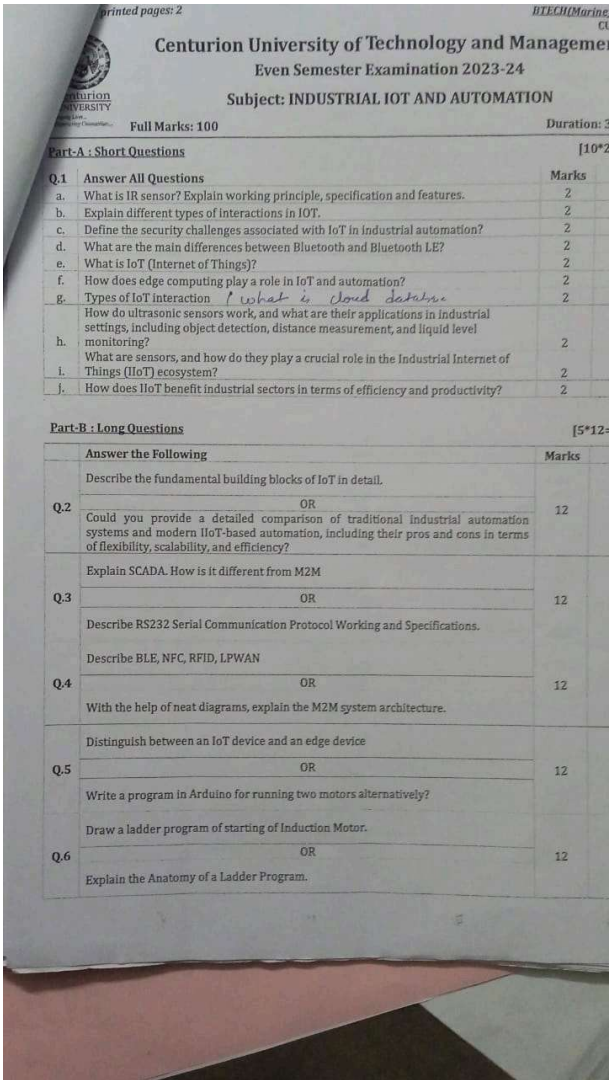 printed pages: 2
BTECH(Marine
Centurion University of Technology and Manageme
Even Semester Examination 2023-24
Subject: INDUSTRIAL IOT AND AUTOMATION
enturion
UNIVERSITY
Full Marks: 100
Duration: 3
Part-A : Short Questions
[10*2
Q.1 Answer All Questions Marks
a. What is IR sensor? Explain working principle, specification and features. 2
b. Explain different types of interactions in IOT. 2
c. Define the security challenges associated with IoT in industrial automation? 2
d. What are the main differences between Bluetooth and Bluetooth LE? 2
e. What is IoT (Internet of Things)? 2
f. How does edge computing play a role in IoT and automation? 2
g. Types of IoT interaction / what is cloud database 2
How do ultrasonic sensors work, and what are their applications in industrial
settings, including object detection, distance measurement, and liquid level
h. monitoring? 2
What are sensors, and how do they play a crucial role in the Industrial Internet of
i. Things (IIoT) ecosystem? 2
j. How does IIoT benefit industrial sectors in terms of efficiency and productivity? 2
Part-B : Long Questions
[5*12=
Answer the Following Marks
Describe the fundamental building blocks of IoT in detail.
Q.2 OR 12
Could you provide a detailed comparison of traditional industrial automation
systems and modern IIoT-based automation, including their pros and cons in terms
of flexibility, scalability, and efficiency?
Explain SCADA. How is it different from M2M
Q.3 OR 12
Describe RS232 Serial Communication Protocol Working and Specifications.
Describe BLE, NFC, RFID, LPWAN
Q.4 OR 12
With the help of neat diagrams, explain the M2M system architecture.
Distinguish between an IoT device and an edge device
Q.5 OR 12
Write a program in Arduino for running two motors alternatively?
Draw a ladder program of starting of Induction Motor.
Q.6 OR 12
Explain the Anatomy of a Ladder Program.